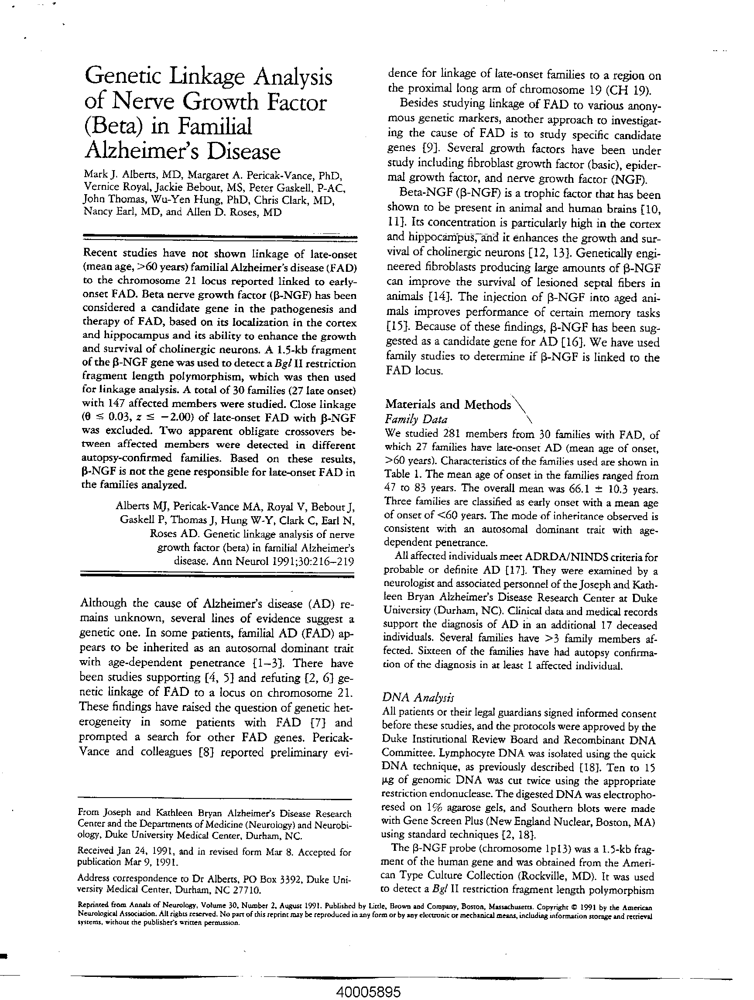 Genetic Linkage Analysis
of Nerve Growth Factor
(Beta) in Familial
Alzheimer's Disease
Mark J. Alberts, MD, Margaret A. Pericak-Vance, PhD,
Vernice Royal, Jackie Bebout, MS, Peter Gaskell, P-AC,
John Thomas, Wu-Yen Hung, PhD, Chris Clark, MD,
Nancy Earl, MD, and Allen D. Roses, MD
Recent studies have not shown linkage of late-onset
(mean age, >60 years) familial Alzheimer's disease (FAD)
to the chromosome 21 locus reported linked to early-
onset FAD. Beta nerve growth factor (β-NGF) has been
considered a candidate gene in the pathogenesis and
therapy of FAD, based on its localization in the cortex
and hippocampus and its ability to enhance the growth
and survival of cholinergic neurons. A 1.5-kb fragment
of the β-NGF gene was used to detect a Bgl II restriction
fragment length polymorphism, which was then used
for linkage analysis. A total of 30 families (27 late onset)
with 147 affected members were studied. Close linkage
(θ ≤ 0.03, z ≤ −2.00) of late-onset FAD with β-NGF
was excluded. Two apparent obligate crossovers be-
tween affected members were detected in different
autopsy-confirmed families. Based on these results,
β-NGF is not the gene responsible for late-onset FAD in
the families analyzed.
Alberts MJ, Pericak-Vance MA, Royal V, Bebout J,
Gaskell P, Thomas J, Hung W-Y, Clark C, Earl N,
Roses AD. Genetic linkage analysis of nerve
growth factor (beta) in familial Alzheimer's
disease. Ann Neurol 1991;30:216–219
Although the cause of Alzheimer's disease (AD) re-
mains unknown, several lines of evidence suggest a
genetic one. In some patients, familial AD (FAD) ap-
pears to be inherited as an autosomal dominant trait
with age-dependent penetrance [1–3]. There have
been studies supporting [4, 5] and refuting [2, 6] ge-
netic linkage of FAD to a locus on chromosome 21.
These findings have raised the question of genetic het-
erogeneity in some patients with FAD [7] and
prompted a search for other FAD genes. Pericak-
Vance and colleagues [8] reported preliminary evi-
From Joseph and Kathleen Bryan Alzheimer's Disease Research
Center and the Departments of Medicine (Neurology) and Neurobi-
ology, Duke University Medical Center, Durham, NC.
Received Jan 24, 1991, and in revised form Mar 8. Accepted for
publication Mar 9, 1991.
Address correspondence to Dr Alberts, PO Box 3392, Duke Uni-
versity Medical Center, Durham, NC 27710.
dence for linkage of late-onset families to a region on
the proximal long arm of chromosome 19 (CH 19).
Besides studying linkage of FAD to various anony-
mous genetic markers, another approach to investigat-
ing the cause of FAD is to study specific candidate
genes [9]. Several growth factors have been under
study including fibroblast growth factor (basic), epider-
mal growth factor, and nerve growth factor (NGF).
Beta-NGF (β-NGF) is a trophic factor that has been
shown to be present in animal and human brains [10,
11]. Its concentration is particularly high in the cortex
and hippocampus, and it enhances the growth and sur-
vival of cholinergic neurons [12, 13]. Genetically engi-
neered fibroblasts producing large amounts of β-NGF
can improve the survival of lesioned septal fibers in
animals [14]. The injection of β-NGF into aged ani-
mals improves performance of certain memory tasks
[15]. Because of these findings, β-NGF has been sug-
gested as a candidate gene for AD [16]. We have used
family studies to determine if β-NGF is linked to the
FAD locus.
Materials and Methods
Family Data
We studied 281 members from 30 families with FAD, of
which 27 families have late-onset AD (mean age of onset,
>60 years). Characteristics of the families used are shown in
Table 1. The mean age of onset in the families ranged from
47 to 83 years. The overall mean was 66.1 ± 10.3 years.
Three families are classified as early onset with a mean age
of onset of <60 years. The mode of inheritance observed is
consistent with an autosomal dominant trait with age-
dependent penetrance.
All affected individuals meet ADRDA/NINDS criteria for
probable or definite AD [17]. They were examined by a
neurologist and associated personnel of the Joseph and Kath-
leen Bryan Alzheimer's Disease Research Center at Duke
University (Durham, NC). Clinical data and medical records
support the diagnosis of AD in an additional 17 deceased
individuals. Several families have >3 family members af-
fected. Sixteen of the families have had autopsy confirma-
tion of the diagnosis in at least 1 affected individual.
DNA Analysis
All patients or their legal guardians signed informed consent
before these studies, and the protocols were approved by the
Duke Institutional Review Board and Recombinant DNA
Committee. Lymphocyte DNA was isolated using the quick
DNA technique, as previously described [18]. Ten to 15
μg of genomic DNA was cut twice using the appropriate
restriction endonuclease. The digested DNA was electropho-
resed on 1% agarose gels, and Southern blots were made
with Gene Screen Plus (New England Nuclear, Boston, MA)
using standard techniques [2, 18].
The β-NGF probe (chromosome 1p13) was a 1.5-kb frag-
ment of the human gene and was obtained from the Ameri-
can Type Culture Collection (Rockville, MD). It was used
to detect a Bgl II restriction fragment length polymorphism
Reprinted from Annals of Neurology, Volume 30, Number 2, August 1991. Published by Little, Brown and Company, Boston, Massachusetts. Copyright © 1991 by the American
Neurological Association. All rights reserved. No part of this reprint may be reproduced in any form or by any electronic or mechanical means, including information storage and retrieval
systems, without the publisher's written permission.
40005895